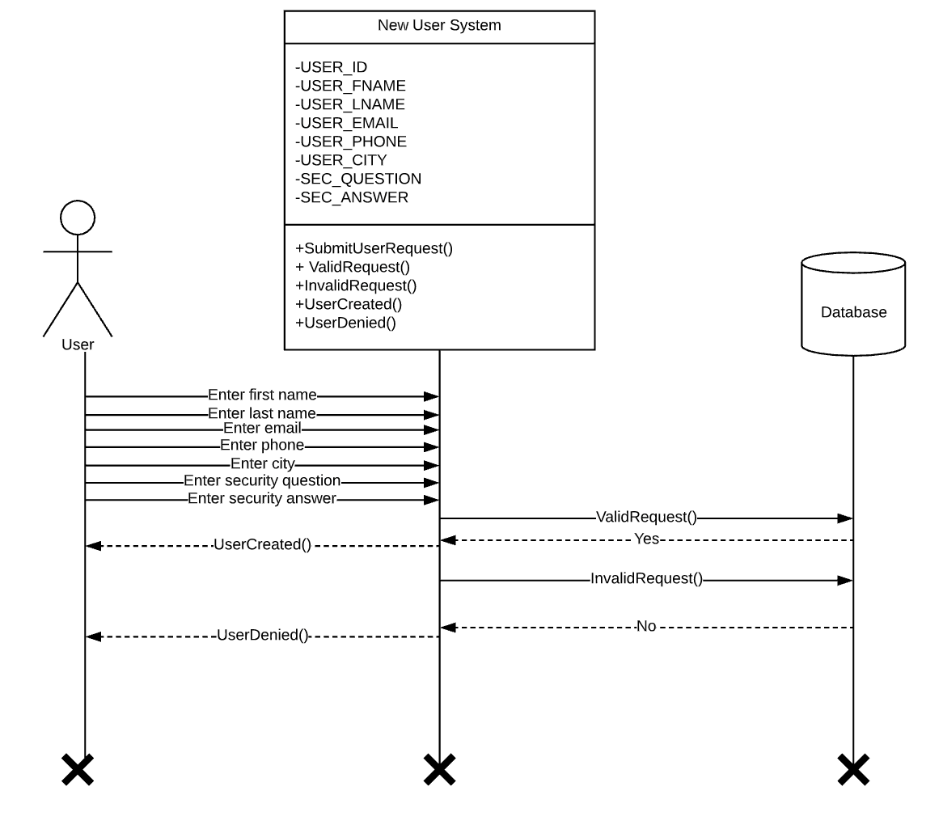 New User System
-USER_ID
-USER_FNAME
-USER_LNAME
-USER_EMAIL
-USER_PHONE
-USER_CITY
-SEC_QUESTION
-SEC_ANSWER
+SubmitUserRequest()
+ ValidRequest()
+InvalidRequest()
+UserCreated()
+UserDenied()
User
Database
Enter first name
Enter last name
Enter email
Enter phone
Enter city
Enter security question
Enter security answer
ValidRequest()
Yes
UserCreated()
InvalidRequest()
No
UserDenied()